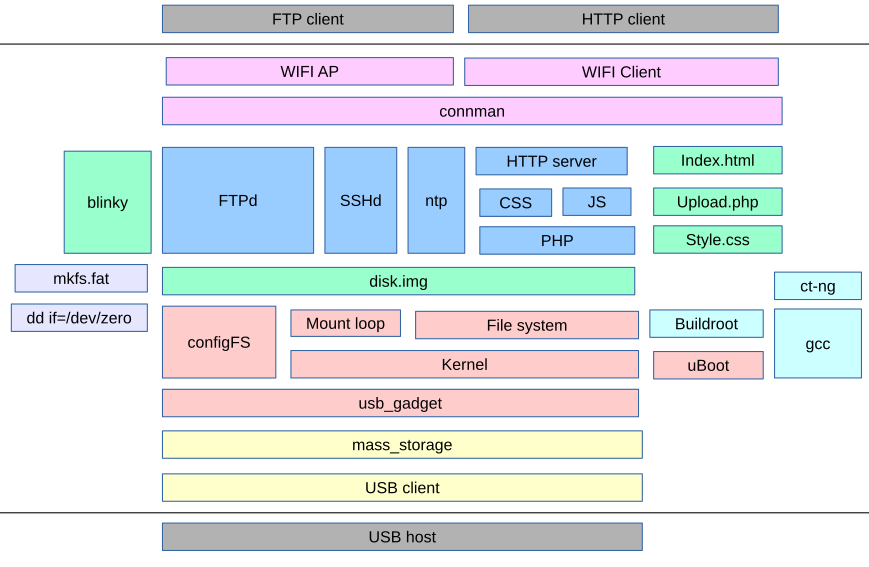 FTP client
HTTP client
WIFI AP
WIFI Client
connman
blinky
FTPd
SSHd
ntp
HTTP server
CSS
JS
PHP
Index.html
Upload.php
Style.css
mkfs.fat
disk.img
ct-ng
dd if=/dev/zero
configFS
Mount loop
File system
Buildroot
gcc
Kernel
uBoot
usb_gadget
mass_storage
USB client
USB host